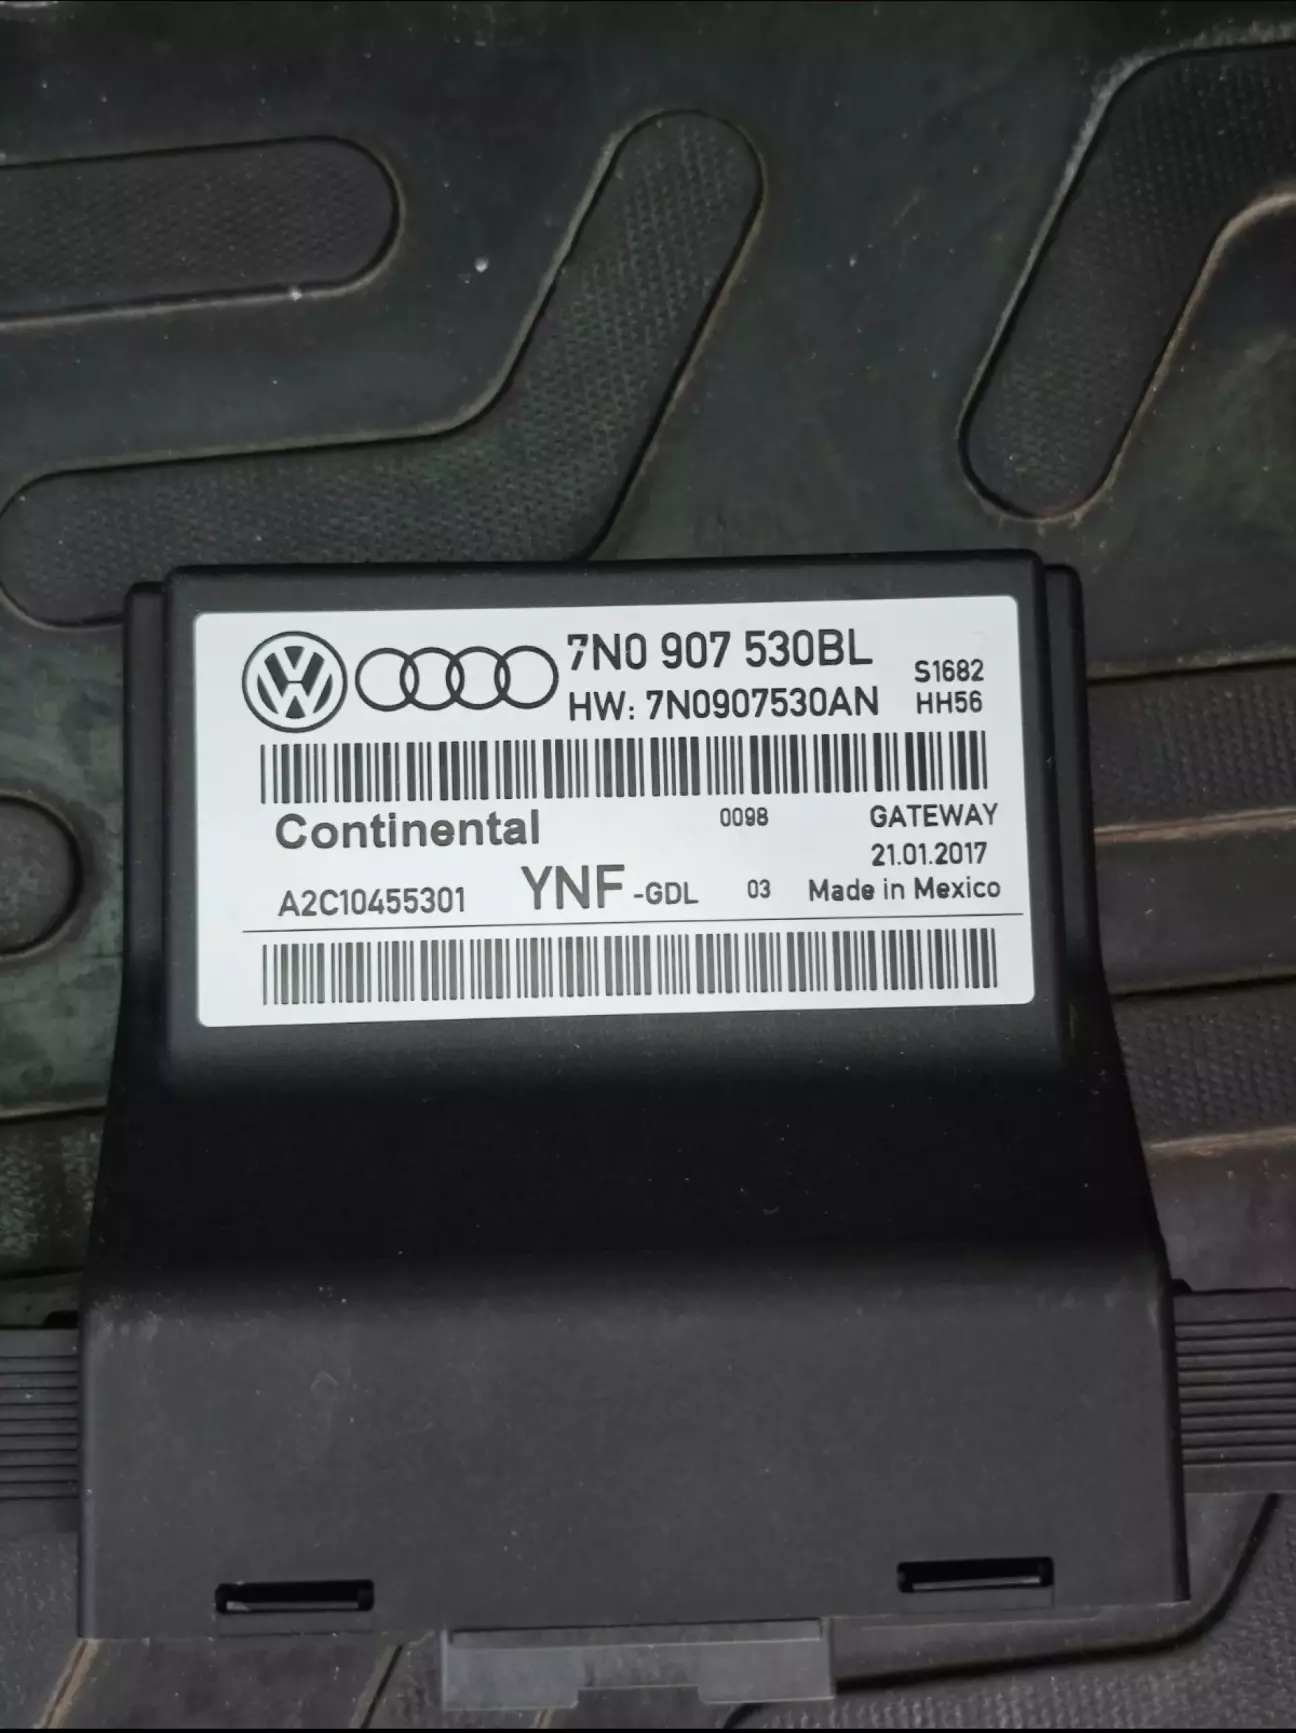 7N0 907 530BL
HW: 7N0907530AN
S1682
HH56
Continental
0098
GATEWAY
21.01.2017
A2C10455301
YNF-GDL
03
Made in Mexico